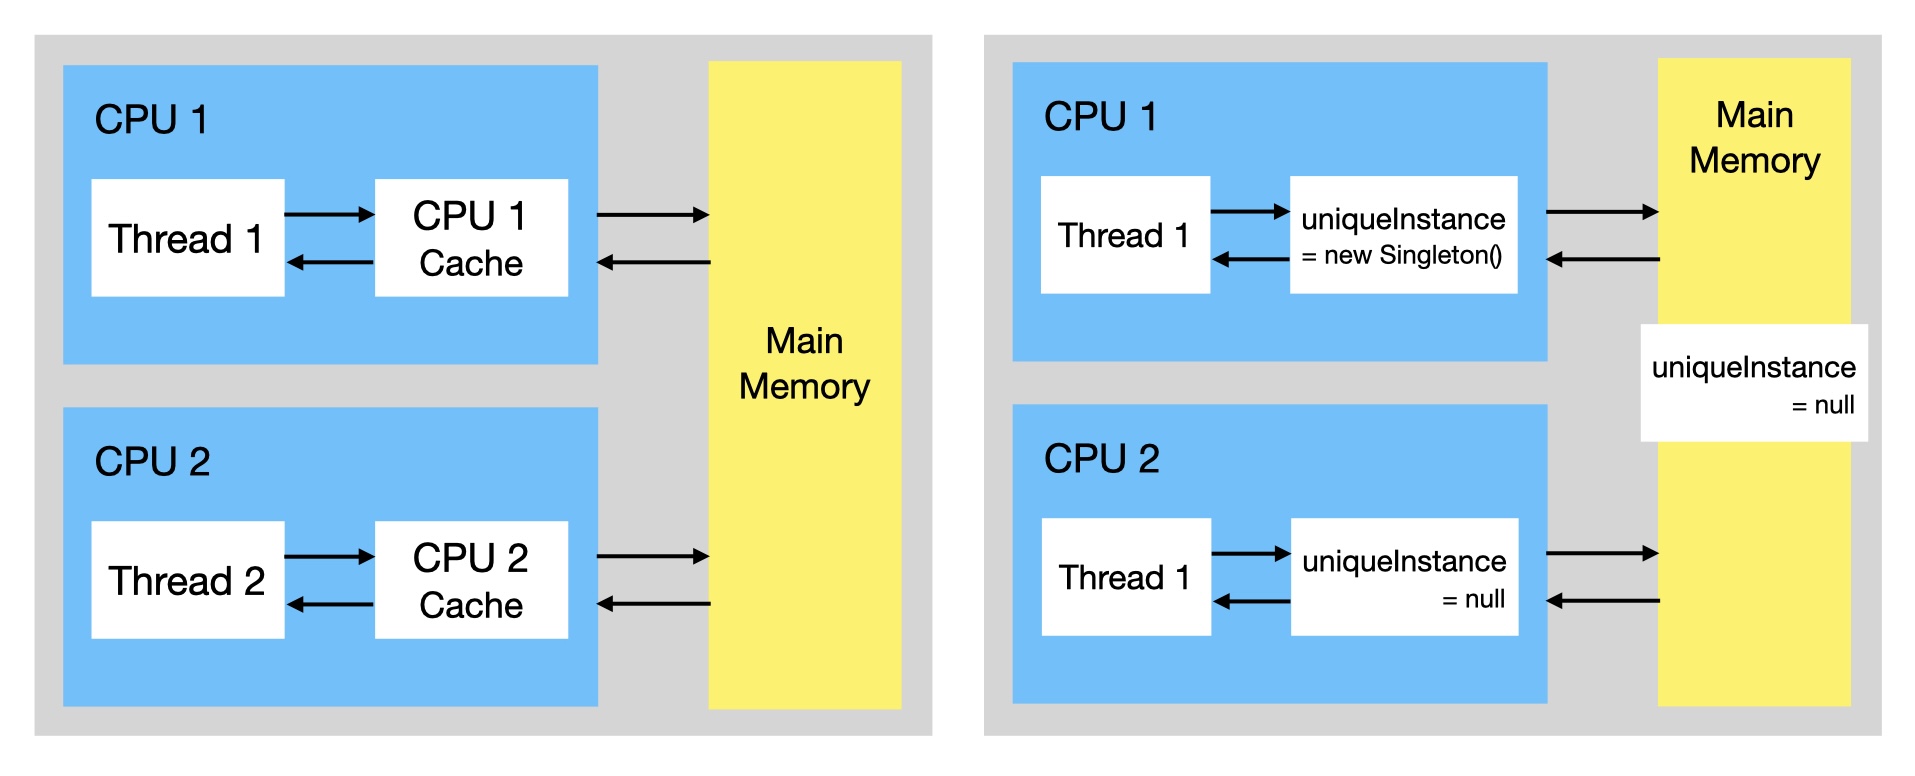 CPU 1
Thread 1
CPU 1
Cache
CPU 2
Thread 2
CPU 2
Cache
Main
Memory
CPU 1
Thread 1
uniqueInstance
= new Singleton()
CPU 2
Thread 1
uniqueInstance
= null
Main
Memory
uniqueInstance
= null